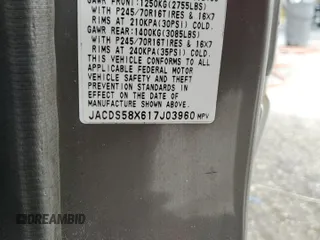 GAWR FRONT:1250KG(2755LBS)
WITH P245/70R16TIRES & 16X7
RIMS AT 210KPA(30PSI) COLD.
GAWR REAR:1400KG(3085LBS)
WITH P245/70R16TIRES & 16X7
RIMS AT 240KPA(35PSI) COLD.
THIS VEHICLE CONFORMS TO
ALL APPLICABLE FEDERAL
MOTOR VEHICLE SAFETY AND
THEFT PREVENTION STANDARDS
IN EFFECT ON THE DATE OF
MANUFACTURE SHOWN ABOVE.
JACDS58X617J03960 MPV
DREAMBID